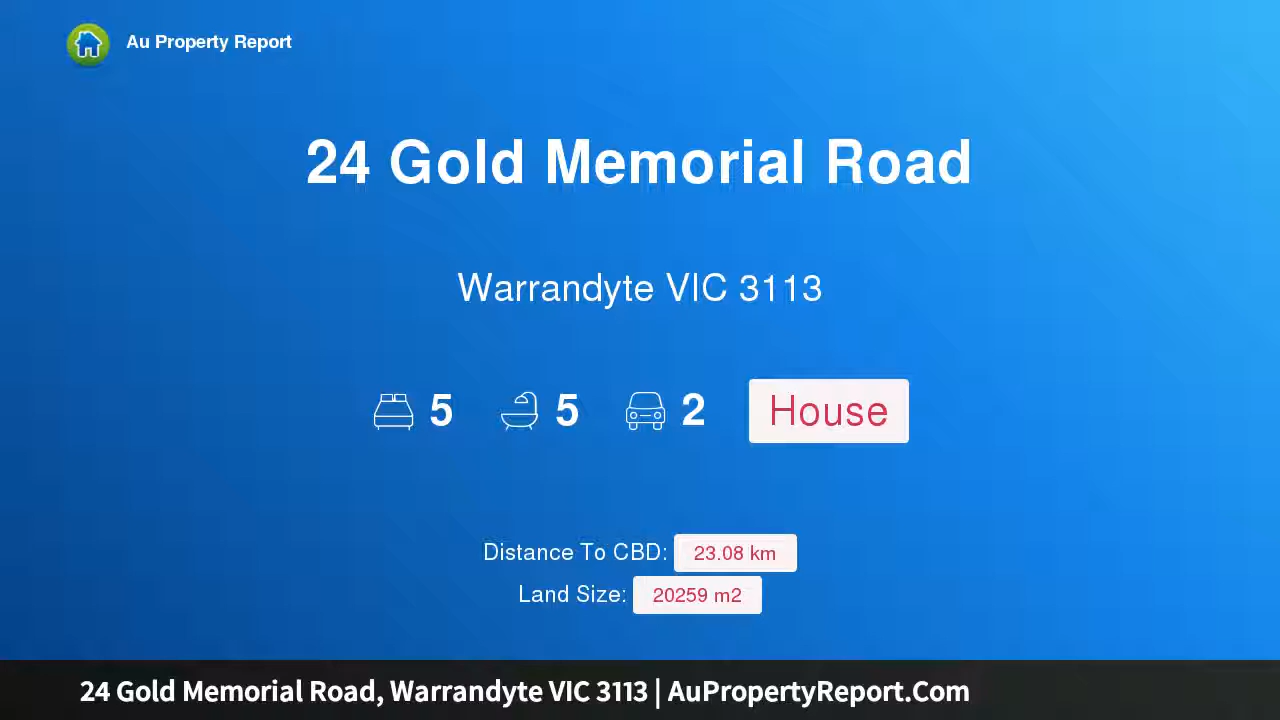 Au Property Report
24 Gold Memorial Road
Warrandyte VIC 3113
5 5 2 House
Distance To CBD: 23.08 km
Land Size: 20259 m2
24 Gold Memorial Road, Warrandyte VIC 3113 | AuPropertyReport.Com